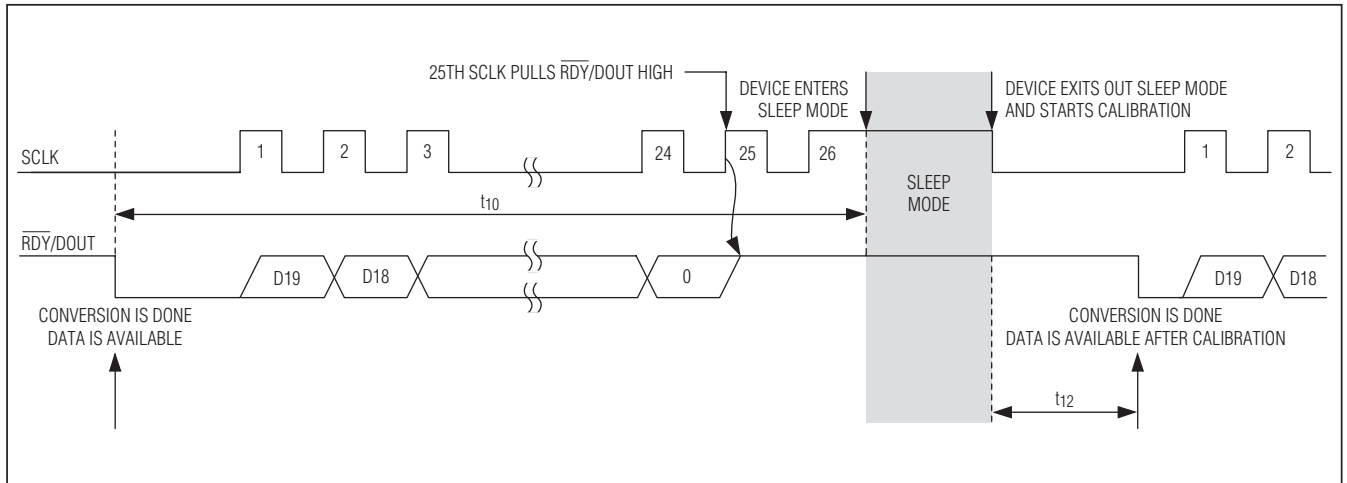 25TH SCLK PULLS RDY/DOUT HIGH
DEVICE ENTERS
SLEEP MODE
DEVICE EXITS OUT SLEEP MODE
AND STARTS CALIBRATION
SCLK
1
2
3
24
25
26
1
2
SLEEP
MODE
t10
RDY/DOUT
D19
D18
0
D19
D18
CONVERSION IS DONE
DATA IS AVAILABLE
CONVERSION IS DONE
DATA IS AVAILABLE AFTER CALIBRATION
t12